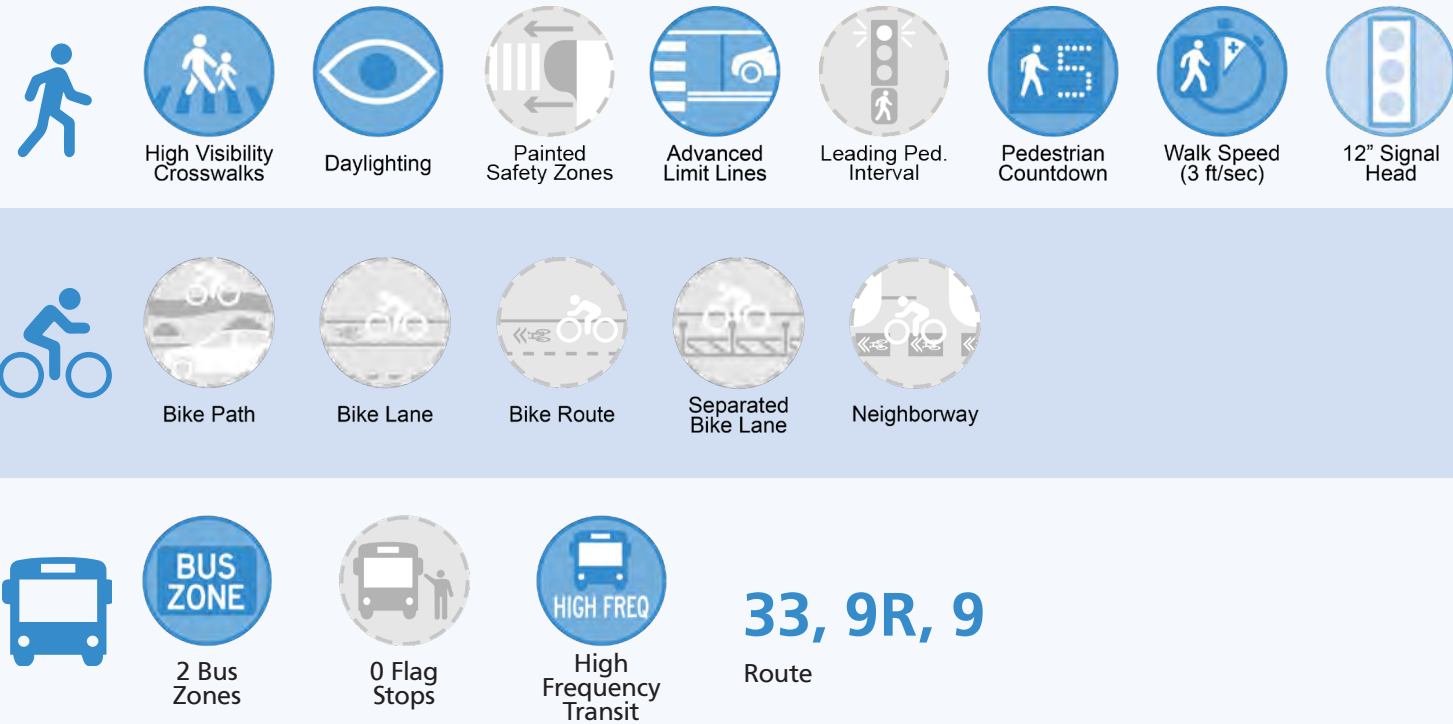 5
High Visibility
Crosswalks
Daylighting
Painted
Safety Zones
Advanced
Limit Lines
Leading Ped.
Interval
Pedestrian
Countdown
Walk Speed
(3 ft/sec)
12” Signal
Head
Bike Path
Bike Lane
Bike Route
Separated
Bike Lane
Neighborway
BUS
ZONE
HIGH FREQ
2 Bus
Zones
0 Flag
Stops
High
Frequency
Transit
33, 9R, 9
Route